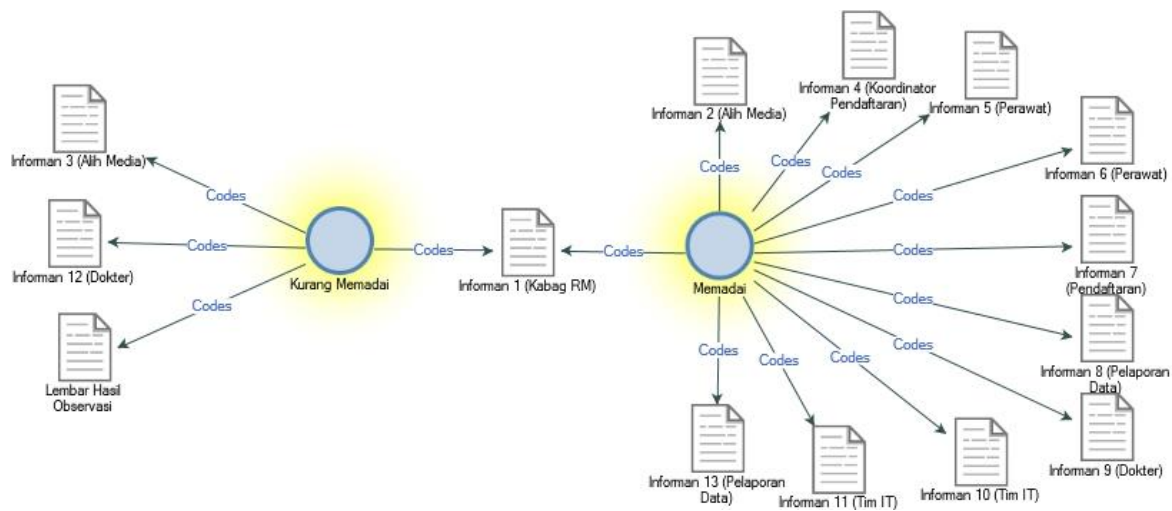 Informan 3 (Alih Media)
Codes
Informan 12 (Dokter)
Codes
Lembar Hasil
Observasi
Codes
Kurang Memadai
Codes
Informan 1 (Kabag RM)
Codes
Memadai
Informan 2 (Alih Media)
Codes
Informan 4 (Koordinator
Pendaftaran)
Codes
Informan 5 (Perawat)
Codes
Informan 6 (Perawat)
Codes
Informan 7
(Pendaftaran)
Codes
Informan 8 (Pelaporan
Data)
Codes
Informan 9 (Dokter)
Codes
Informan 10 (Tim IT)
Codes
Informan 11 (Tim IT)
Codes
Informan 13 (Pelaporan
Data)
Codes